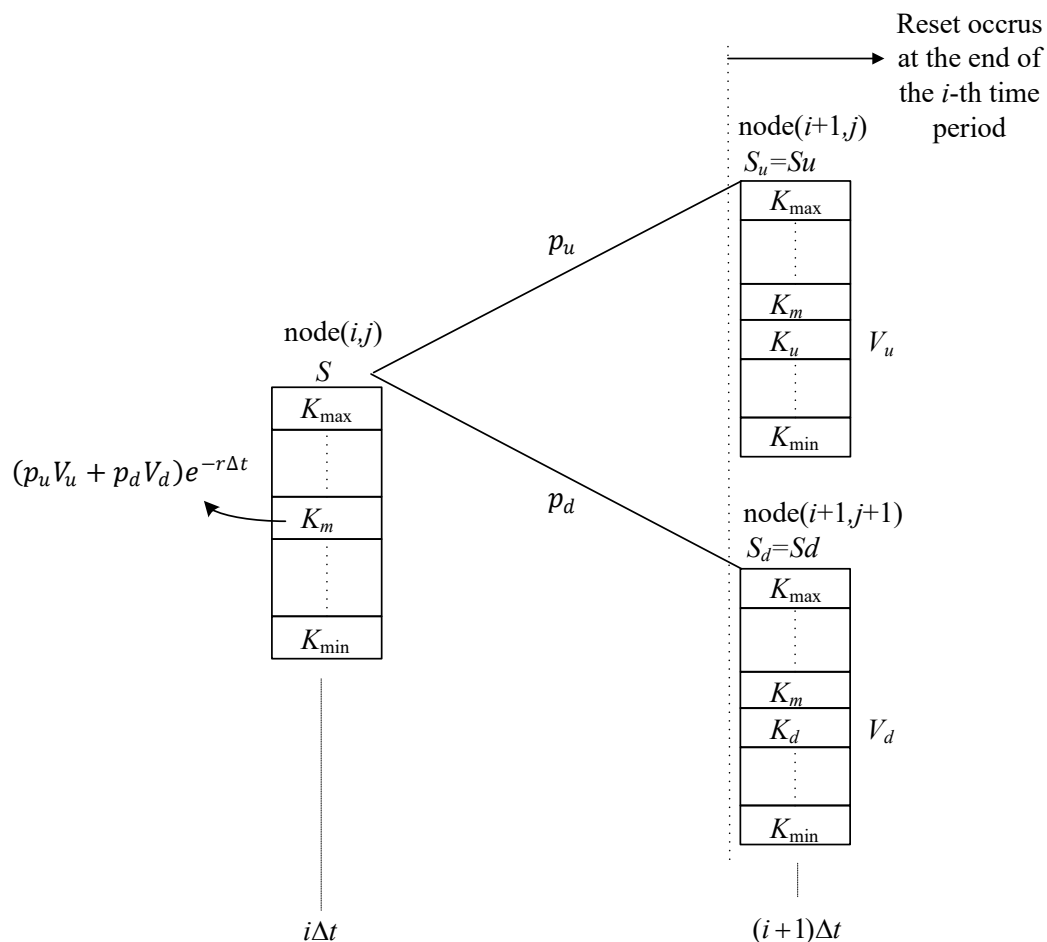 Reset occrus
at the end of
the i-th time
period
node(i+1,j)
S_u=Su
K_max
K_m
K_u
V_u
K_min
p_u
node(i,j)
S
K_max
(p_uV_u + p_dV_d)e^{-rΔt}
K_m
K_min
p_d
node(i+1,j+1)
S_d=Sd
K_max
K_m
K_d
V_d
K_min
iΔt
(i+1)Δt